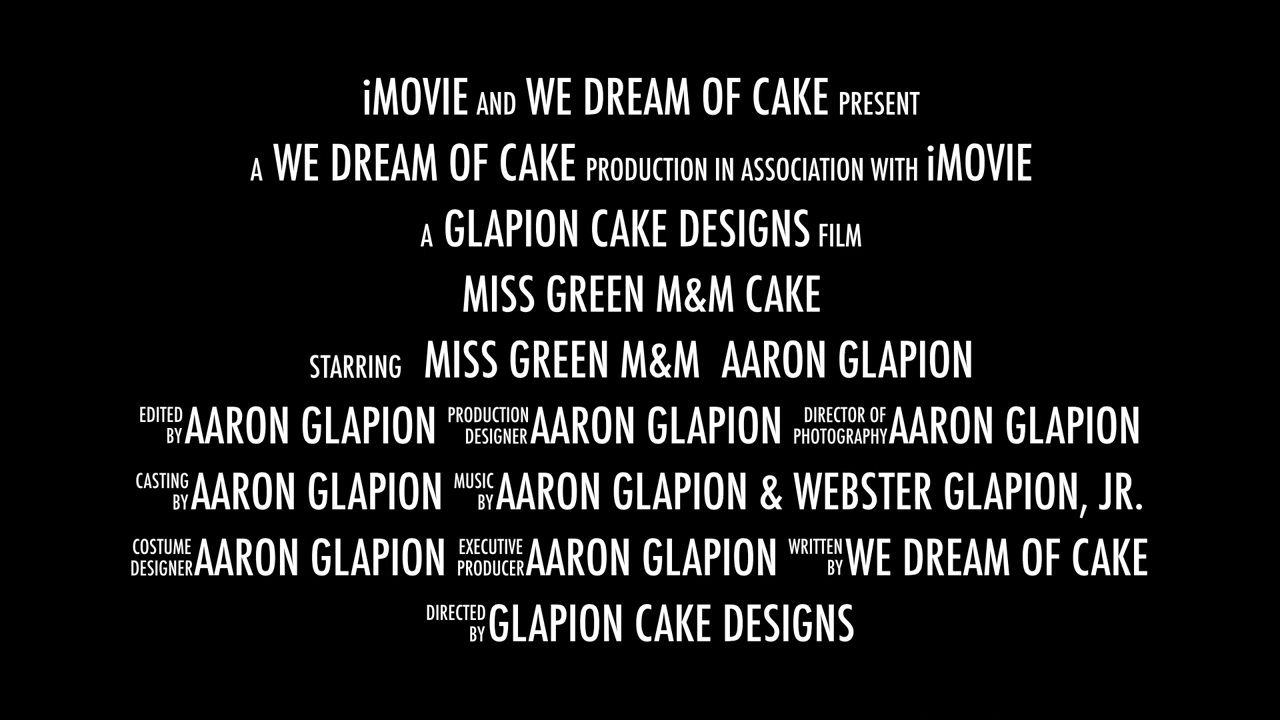 iMOVIE AND WE DREAM OF CAKE PRESENT
A WE DREAM OF CAKE PRODUCTION IN ASSOCIATION WITH iMOVIE
A GLAPION CAKE DESIGNS FILM
MISS GREEN M&M CAKE
STARRING MISS GREEN M&M AARON GLAPION
EDITED BY AARON GLAPION PRODUCTION DESIGNER AARON GLAPION DIRECTOR OF PHOTOGRAPHY AARON GLAPION
CASTING BY AARON GLAPION MUSIC BY AARON GLAPION & WEBSTER GLAPION, JR.
COSTUME DESIGNER AARON GLAPION EXECUTIVE PRODUCER AARON GLAPION WRITTEN BY WE DREAM OF CAKE
DIRECTED BY GLAPION CAKE DESIGNS